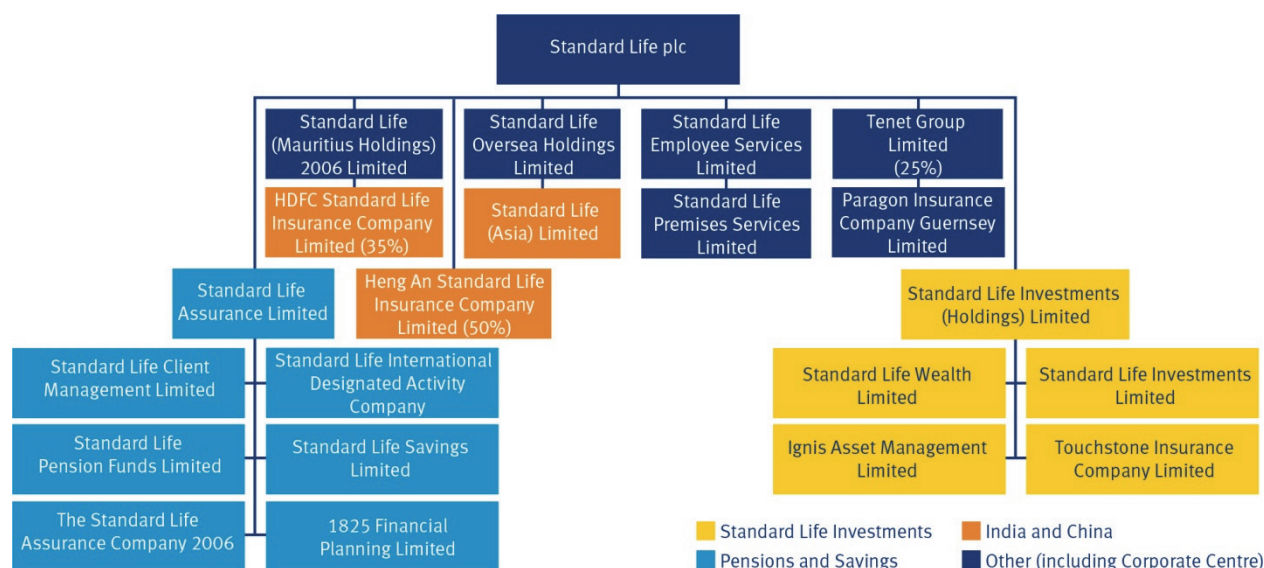 Standard Life plc
Standard Life
(Mauritius Holdings)
2006 Limited
Standard Life
Oversea Holdings
Limited
Standard Life
Employee Services
Limited
Tenet Group
Limited
(25%)
HDFC Standard Life
Insurance Company
Limited (35%)
Standard Life
(Asia) Limited
Standard Life
Premises Services
Limited
Paragon Insurance
Company Guernsey
Limited
Standard Life
Assurance Limited
Heng An Standard Life
Insurance Company
Limited (50%)
Standard Life Investments
(Holdings) Limited
Standard Life Client
Management Limited
Standard Life International
Designated Activity
Company
Standard Life Wealth
Limited
Standard Life Investments
Limited
Standard Life
Pension Funds Limited
Standard Life Savings
Limited
Ignis Asset Management
Limited
Touchstone Insurance
Company Limited
The Standard Life
Assurance Company 2006
1825 Financial
Planning Limited
Standard Life Investments
India and China
Pensions and Savings
Other (including Corporate Centre)